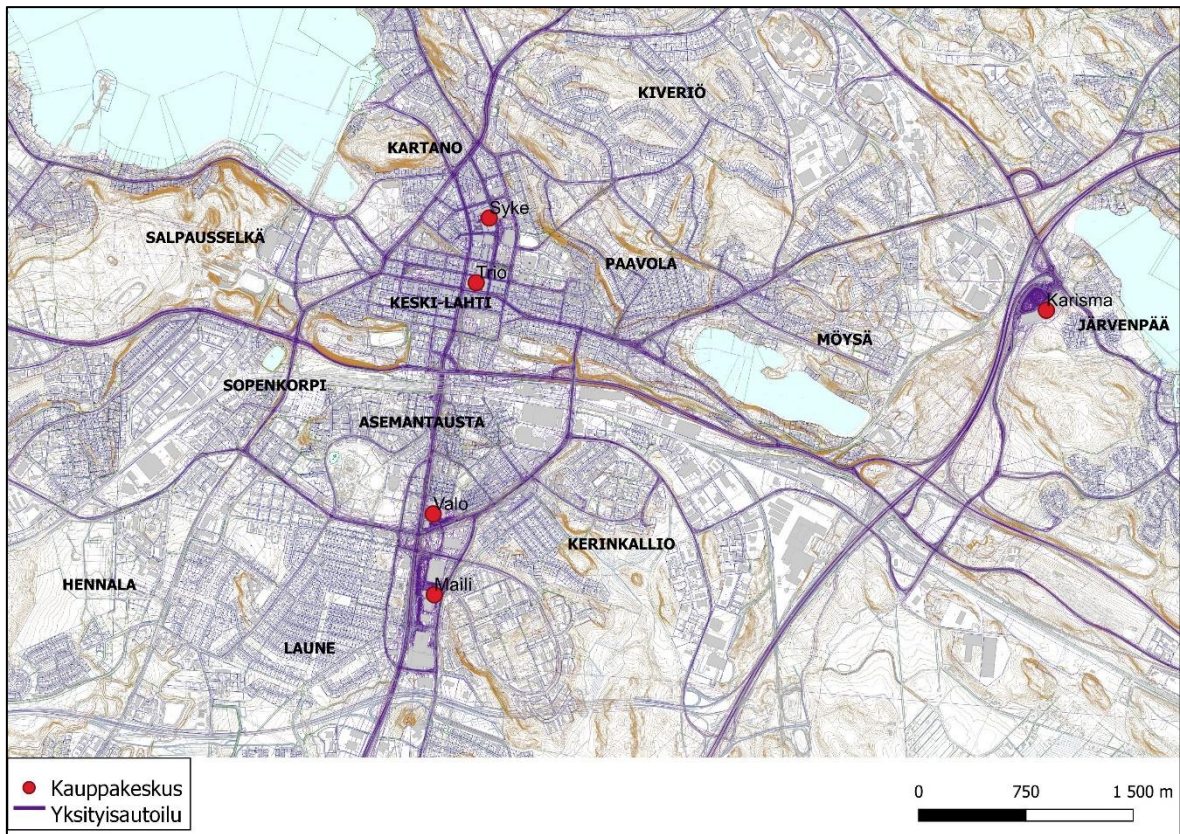 KIVERIÖ
KARTANO
Syke
SALPAUSSELKÄ
PAAVOLA
Trio
KESKI-LAHTI
Karisma
JÄRVENPÄÄ
MÖYSÄ
SOPENKORPI
ASEMANTAUSTA
Valo
KERINKALLIO
HENNALA
Maili
LAUNE
Kauppakeskus
Yksityisautoilu
0 750 1 500 m